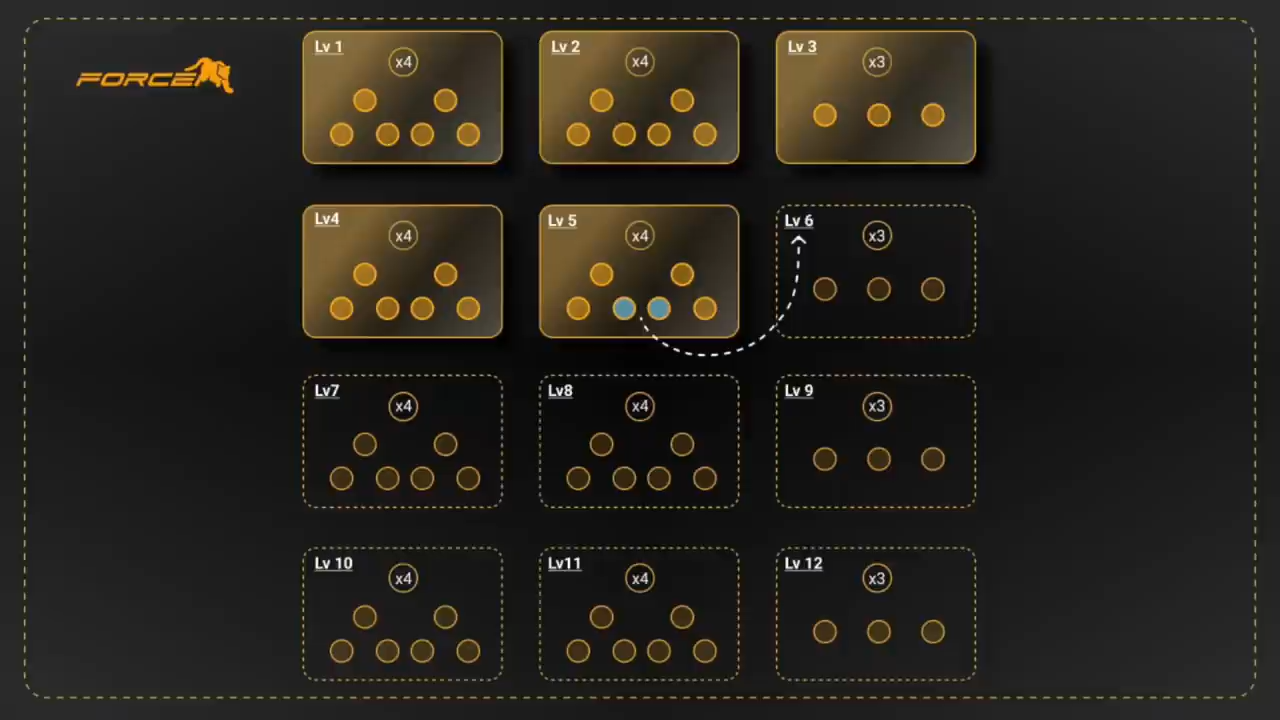 FORCE
Lv 1
x4
Lv 2
x4
Lv 3
x3
Lv4
x4
Lv 5
x4
Lv 6
x3
Lv7
x4
Lv8
x4
Lv 9
x3
Lv 10
x4
Lv11
x4
Lv 12
x3